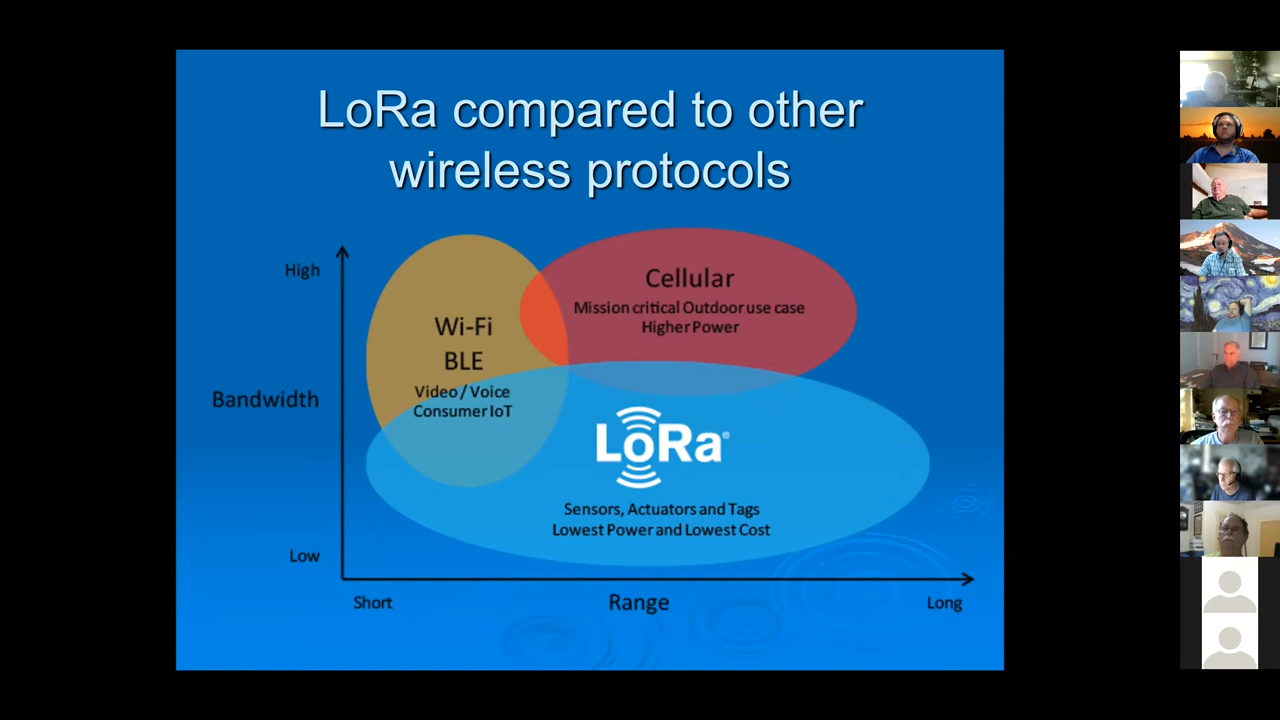 LoRa compared to other
wireless protocols
High
Bandwidth
Low
Wi-Fi
BLE
Video / Voice
Consumer IoT
Cellular
Mission critical Outdoor use case
Higher Power
LoRa®
Sensors, Actuators and Tags
Lowest Power and Lowest Cost
Short
Range
Long